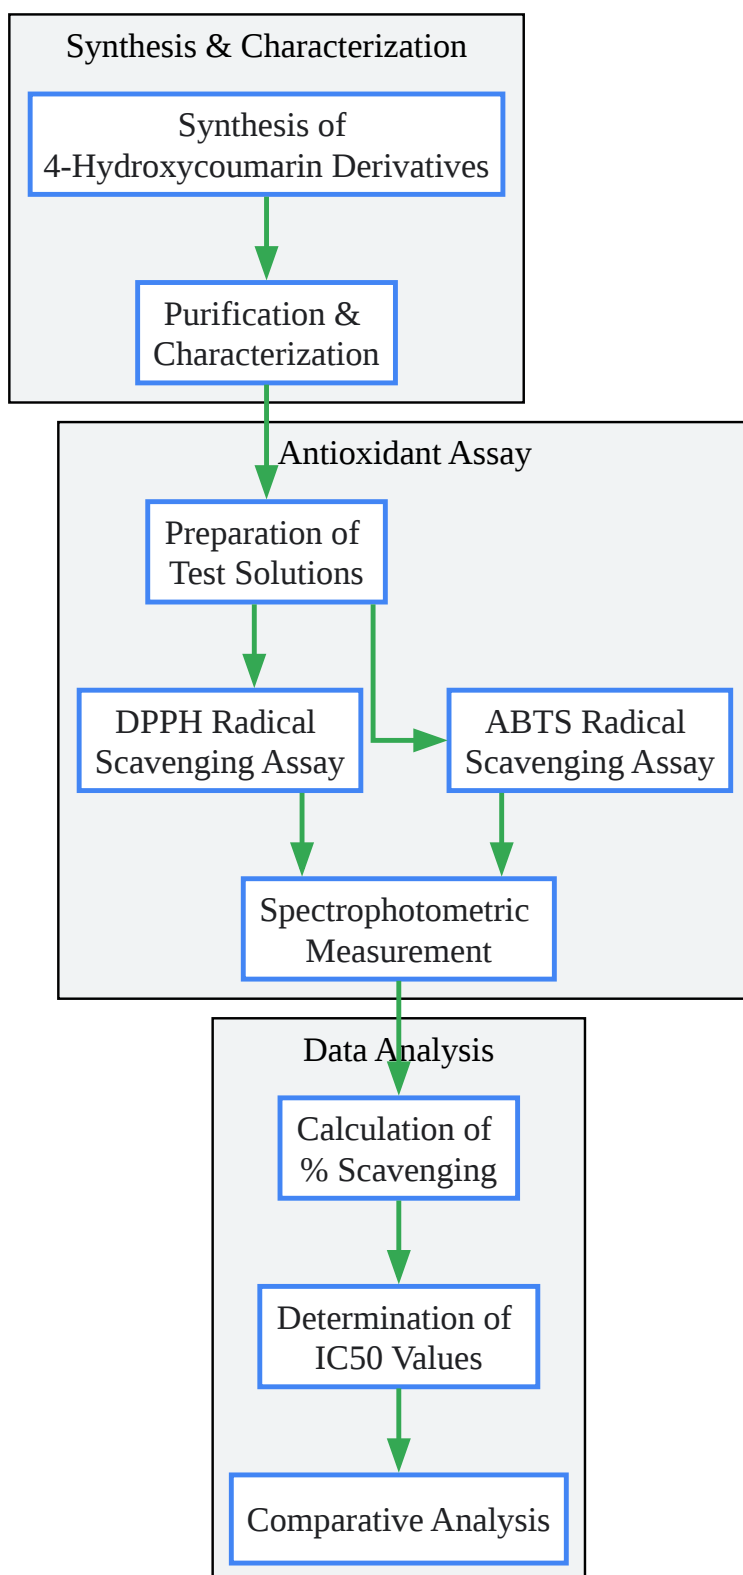 Synthesis & Characterization
Synthesis of
4-Hydroxycoumarin Derivatives
Purification &
Characterization
Antioxidant Assay
Preparation of
Test Solutions
DPPH Radical
Scavenging Assay
ABTS Radical
Scavenging Assay
Spectrophotometric
Measurement
Data Analysis
Calculation of
% Scavenging
Determination of
IC50 Values
Comparative Analysis